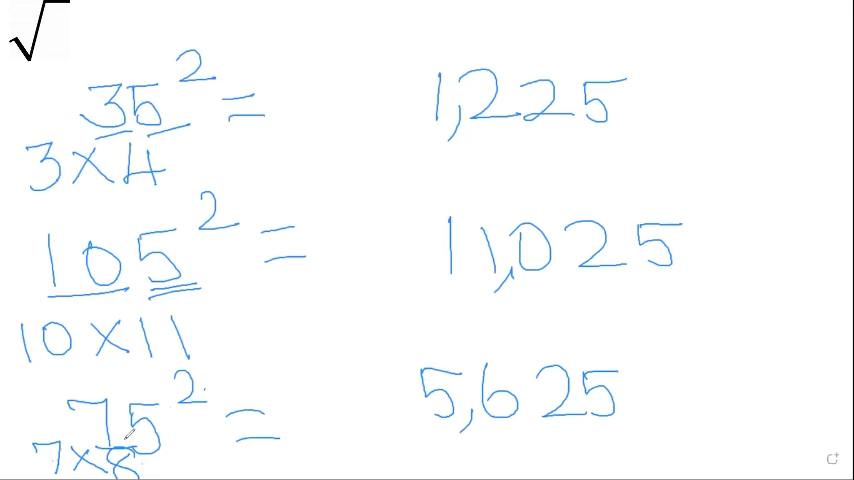 √
35² = 1,225
3×4
105² = 11,025
10×11
75² = 5,625
7×8